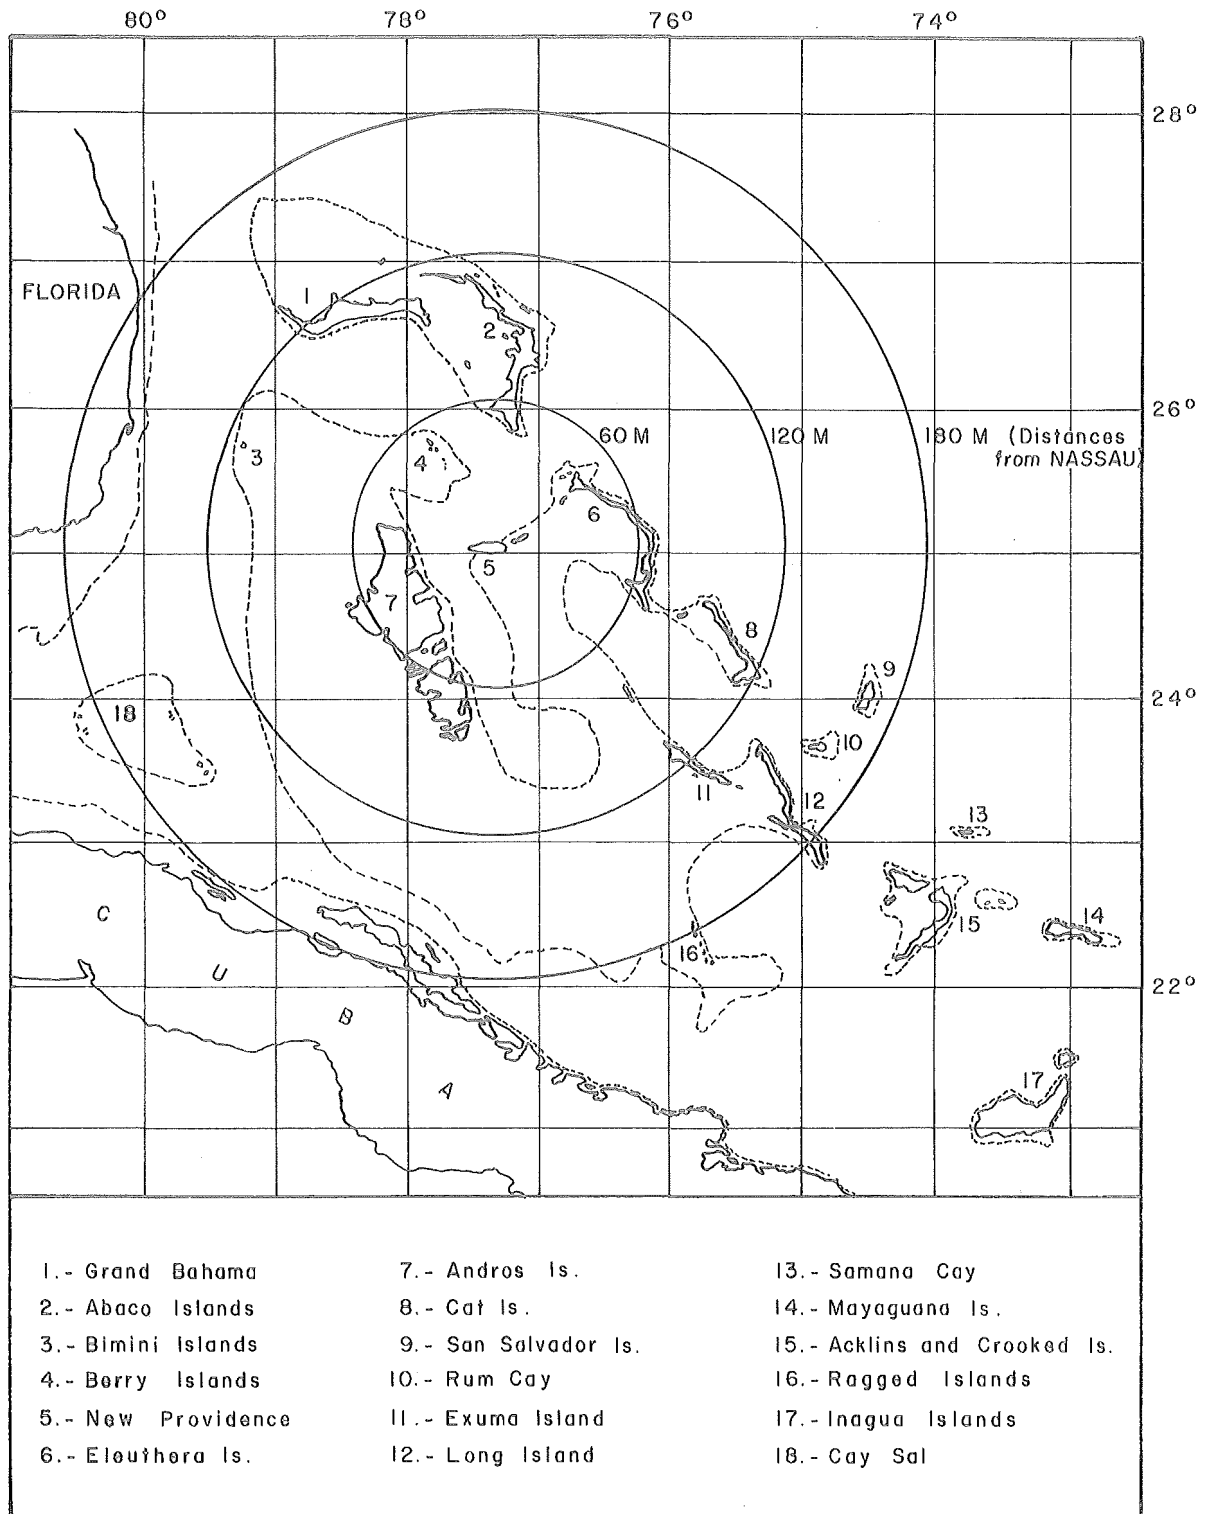 80° 78° 76° 74°
28°
FLORIDA
1
2
26°
60 M 120 M 180 M (Distances
from NASSAU)
3
4
6
5
7
8
9
24°
18
10
11
12
13
C
15
14
16
U
22°
B
17
A
1.- Grand Bahama
2.- Abaco Islands
3.- Bimini Islands
4.- Berry Islands
5.- New Providence
6.- Eleuthera Is.
7.- Andros Is.
8.- Cat Is.
9.- San Salvador Is.
10.- Rum Cay
11.- Exuma Island
12.- Long Island
13.- Samana Cay
14.- Mayaguana Is.
15.- Acklins and Crooked Is.
16.- Ragged Islands
17.- Inagua Islands
18.- Cay Sal